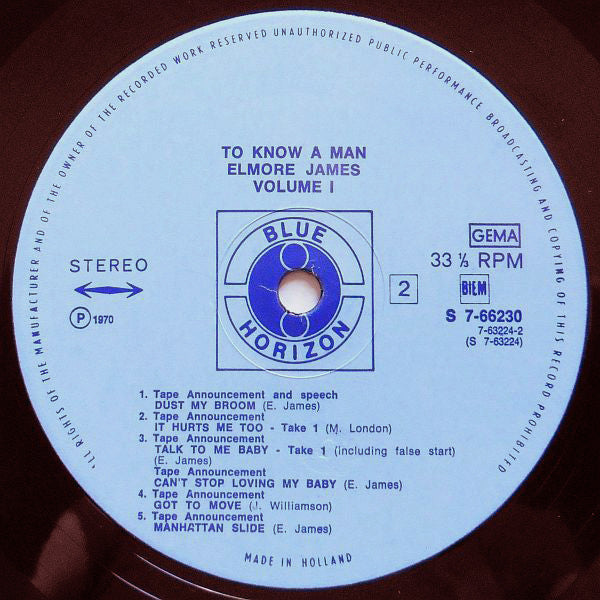 'LL RIGHTS OF THE MANUFACTURER AND OF THE OWNER OF THE RECORDED WORK RESERVED UNAUTHORIZED PUBLIC PERFORMANCE BROADCASTING AND COPYING OF THIS RECORD PROHIBITED
TO KNOW A MAN
ELMORE JAMES
VOLUME I
BLUE
HORIZON
STEREO
Ⓟ 1970
2
GEMA
33 ⅓ RPM
BIEM
S 7-66230
7-63224-2
(S 7-63224)
1. Tape Announcement and speech
DUST MY BROOM (E. James)
2. Tape Announcement
IT HURTS ME TOO - Take 1 (M. London)
3. Tape Announcement
TALK TO ME BABY - Take 1 (including false start)
(E. James)
Tape Announcement
CAN'T STOP LOVING MY BABY (E. James)
4. Tape Announcement
GOT TO MOVE (J. Williamson)
5. Tape Announcement
MANHATTAN SLIDE (E. James)
MADE IN HOLLAND